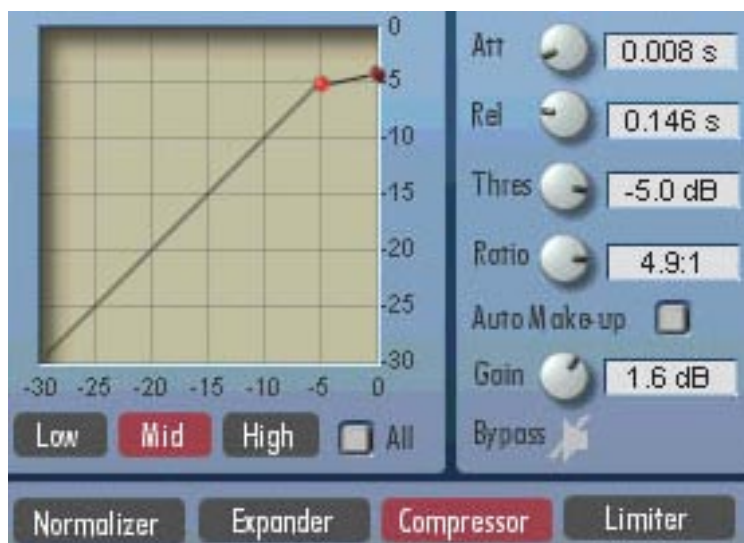 0
-5
-10
-15
-20
-25
-30
-30 -25 -20 -15 -10 -5 0
Low Mid High All
Att 0.008 s
Rel 0.146 s
Thres -5.0 dB
Ratio 4.9:1
Auto Make-up
Gain 1.6 dB
Bypass
Normalizer Expander Compressor Limiter